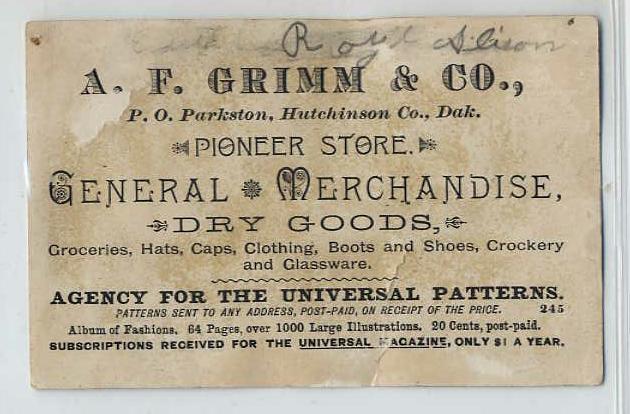 A. F. GRIMM & CO.,
P. O. Parkston, Hutchinson Co., Dak.
PIONEER STORE.
GENERAL MERCHANDISE,
DRY GOODS,
Groceries, Hats, Caps, Clothing, Boots and Shoes, Crockery
and Glassware.
AGENCY FOR THE UNIVERSAL PATTERNS.
PATTERNS SENT TO ANY ADDRESS, POST-PAID, ON RECEIPT OF THE PRICE. 245
Album of Fashions, 64 Pages, over 1000 Large Illustrations, 20 Cents, post-paid.
SUBSCRIPTIONS RECEIVED FOR THE UNIVERSAL MAGAZINE, ONLY $1 A YEAR.